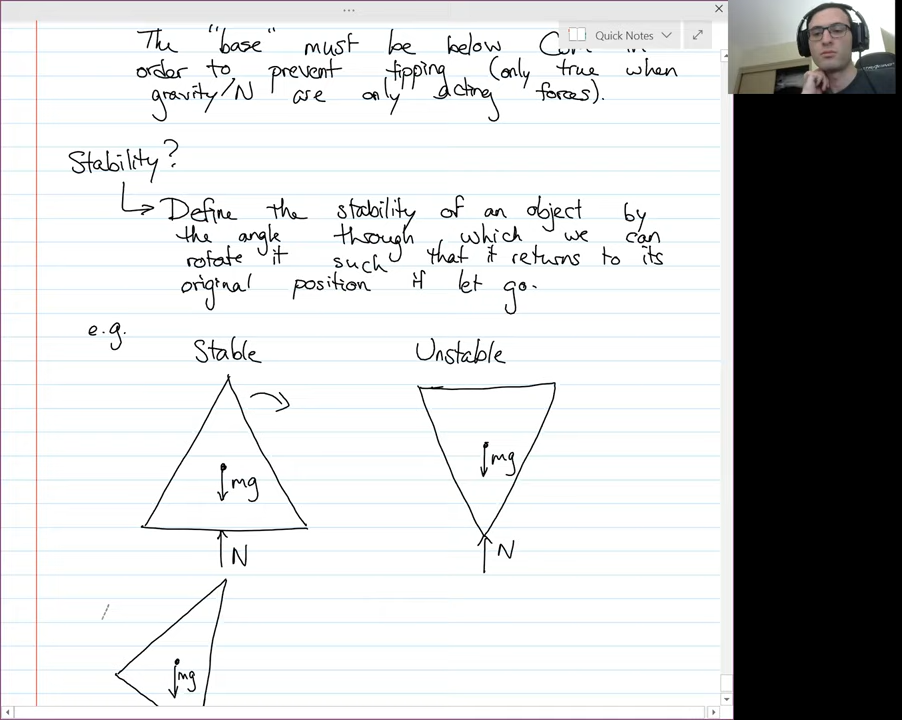 Quick Notes
The "base" must be below in
order to prevent tipping (only true when
gravity/N are only acting forces).
Stability?
Define the stability of an object by
the angle through which we can
rotate it such that it returns to its
original position if let go.
e.g.
Stable Unstable
mg mg
N N
mg